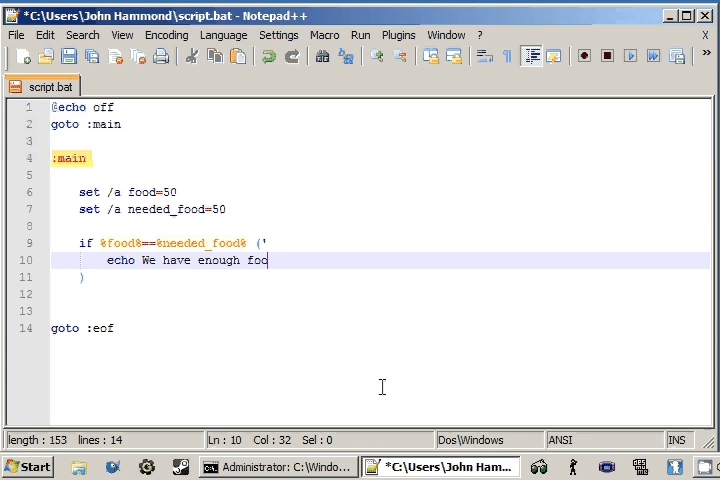 *C:\Users\John Hammond\script.bat - Notepad++
File Edit Search View Encoding Language Settings Macro Run Plugins Window ? X
script.bat
1 @echo off
2 goto :main
3
4 :main
5
6 set /a food=50
7 set /a needed_food=50
8
9 if %food%==%needed_food% ('
10 echo We have enough foo
11 )
12
13
14 goto :eof
length : 153 lines : 14 Ln : 10 Col : 32 Sel : 0 Dos\Windows ANSI INS
Start Administrator: C:\Windo... *C:\Users\John Hamm...